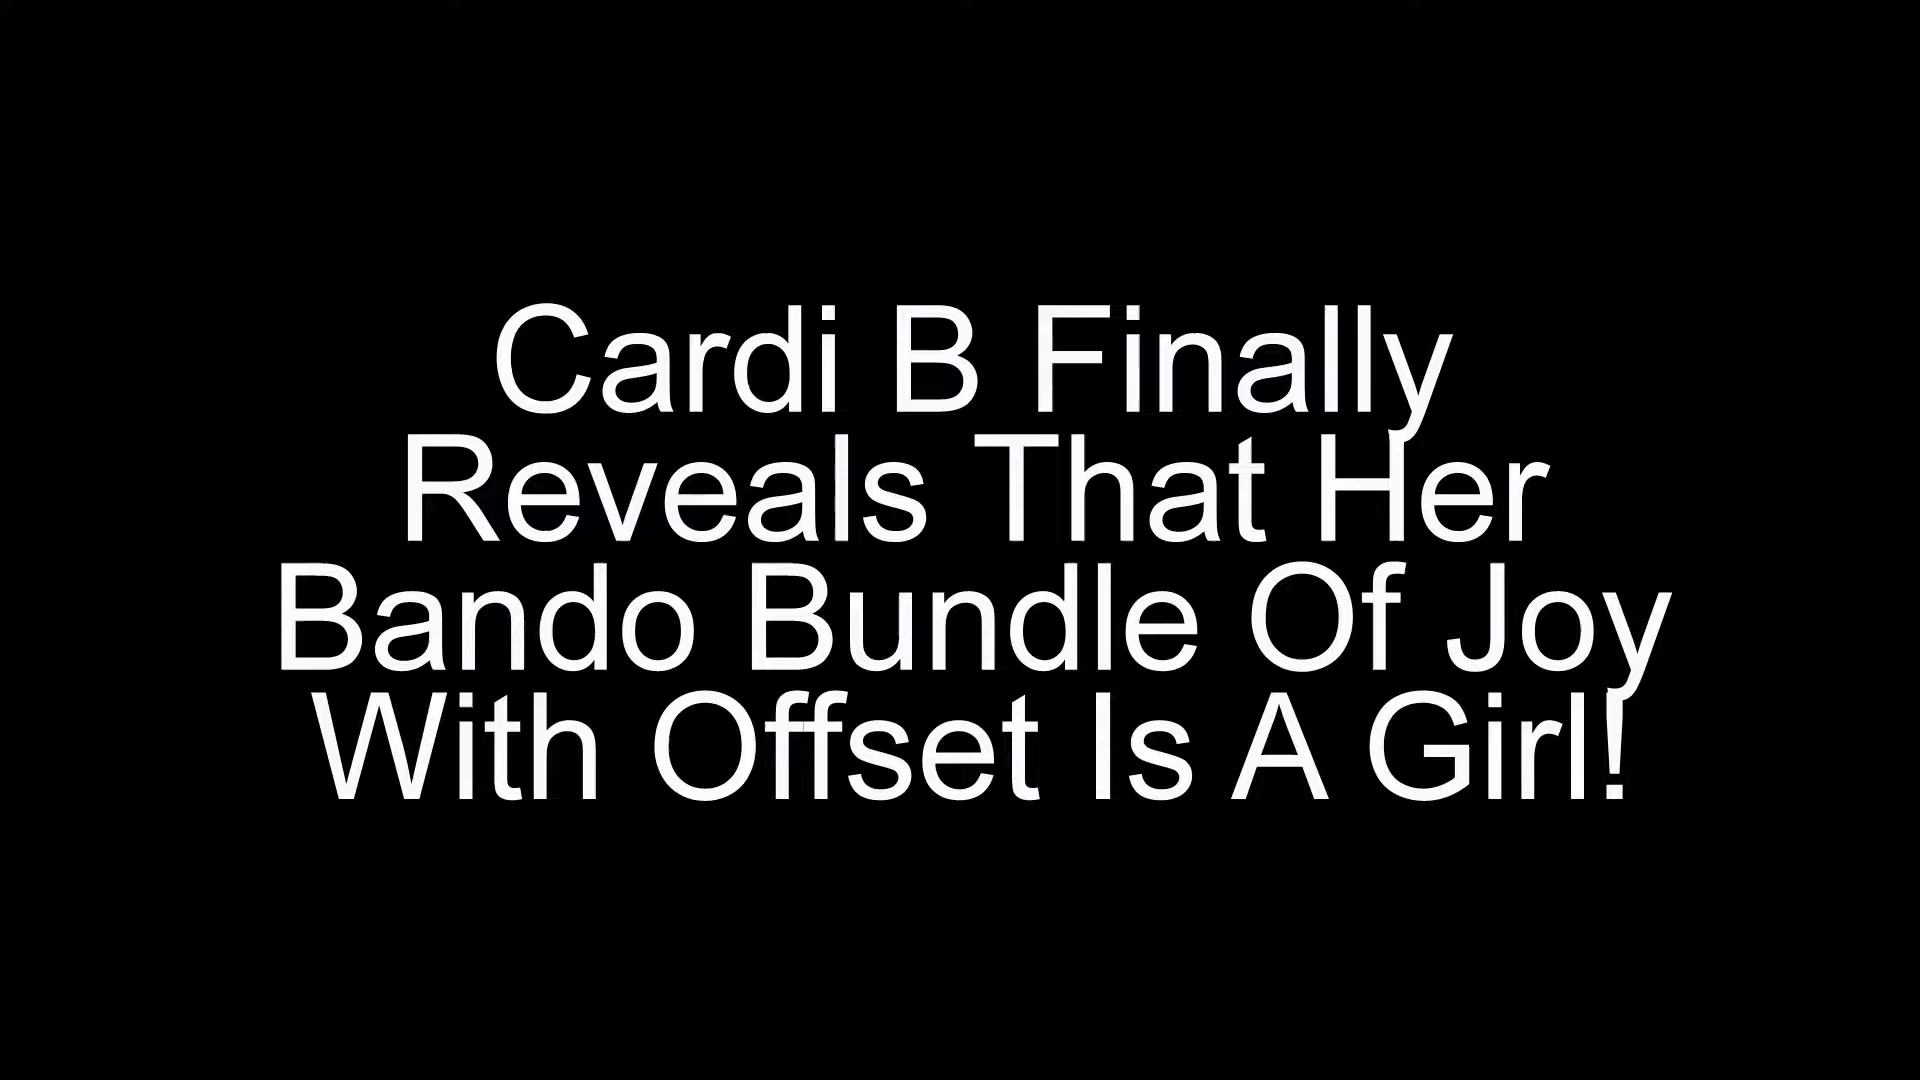 Cardi B Finally
Reveals That Her
Bando Bundle Of Joy
With Offset Is A Girl!